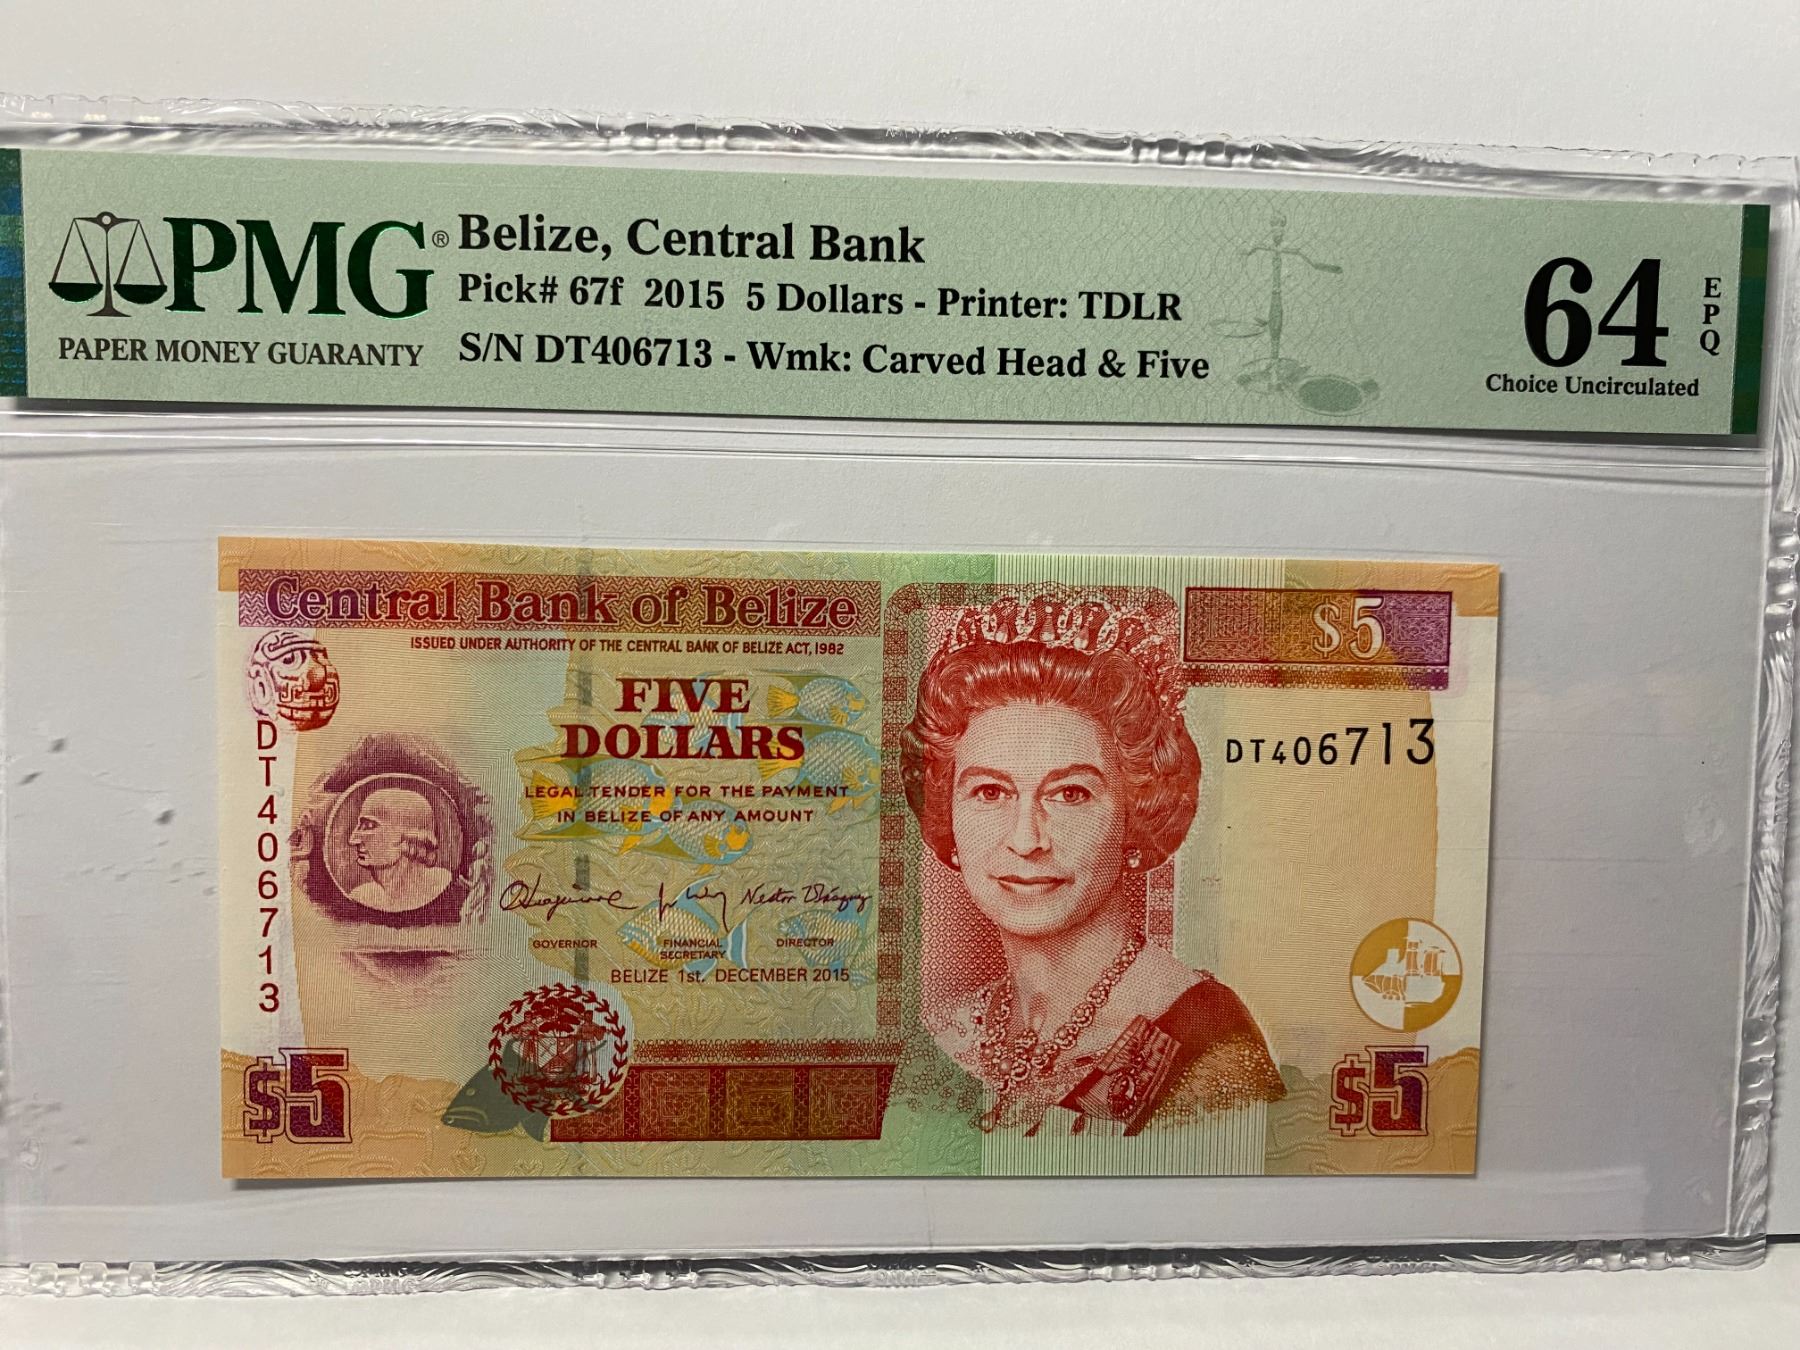 PMG®
PAPER MONEY GUARANTY
Belize, Central Bank
Pick# 67f 2015 5 Dollars - Printer: TDLR
S/N DT406713 - Wmk: Carved Head & Five
64
EPQ
Choice Uncirculated
Central Bank of Belize
ISSUED UNDER AUTHORITY OF THE CENTRAL BANK OF BELIZE ACT, 1982
$5
FIVE
DOLLARS
LEGAL TENDER FOR THE PAYMENT
IN BELIZE OF ANY AMOUNT
DT406713
DT406713
GOVERNOR
FINANCIAL
SECRETARY
DIRECTOR
BELIZE 1st. DECEMBER 2015
$5
$5